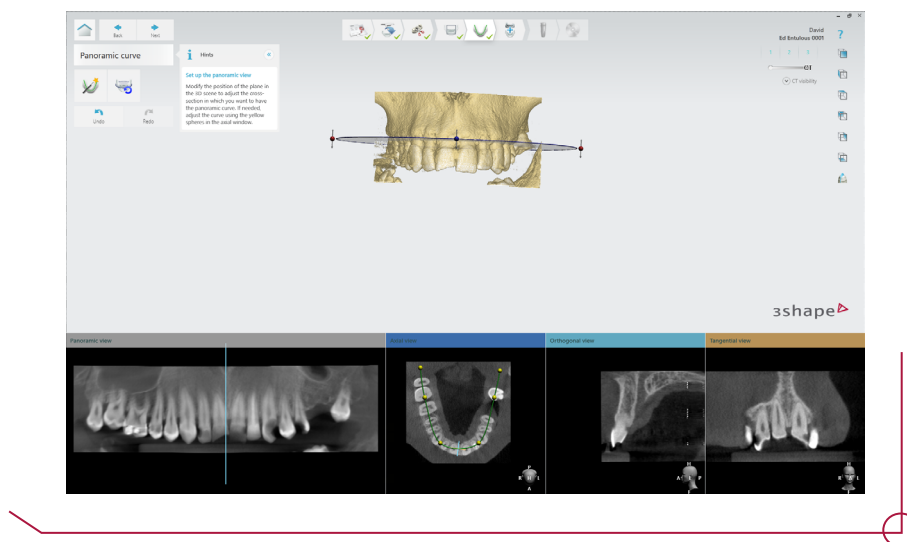 Back
Next
David
Ed Entulous 0001
?
Panoramic curve
i Hints «
Set up the panoramic view
Modify the position of the plane in
the 3D scene to adjust the cross-
section in which you want to have
the panoramic curve. If needed,
adjust the curve using the yellow
spheres in the axial window.
CT
CT visibility
Undo
Redo
3shape
Panoramic view
Axial view
Orthogonal view
Tangential view
P
R H L
A
H
A L P
F
H
R A L